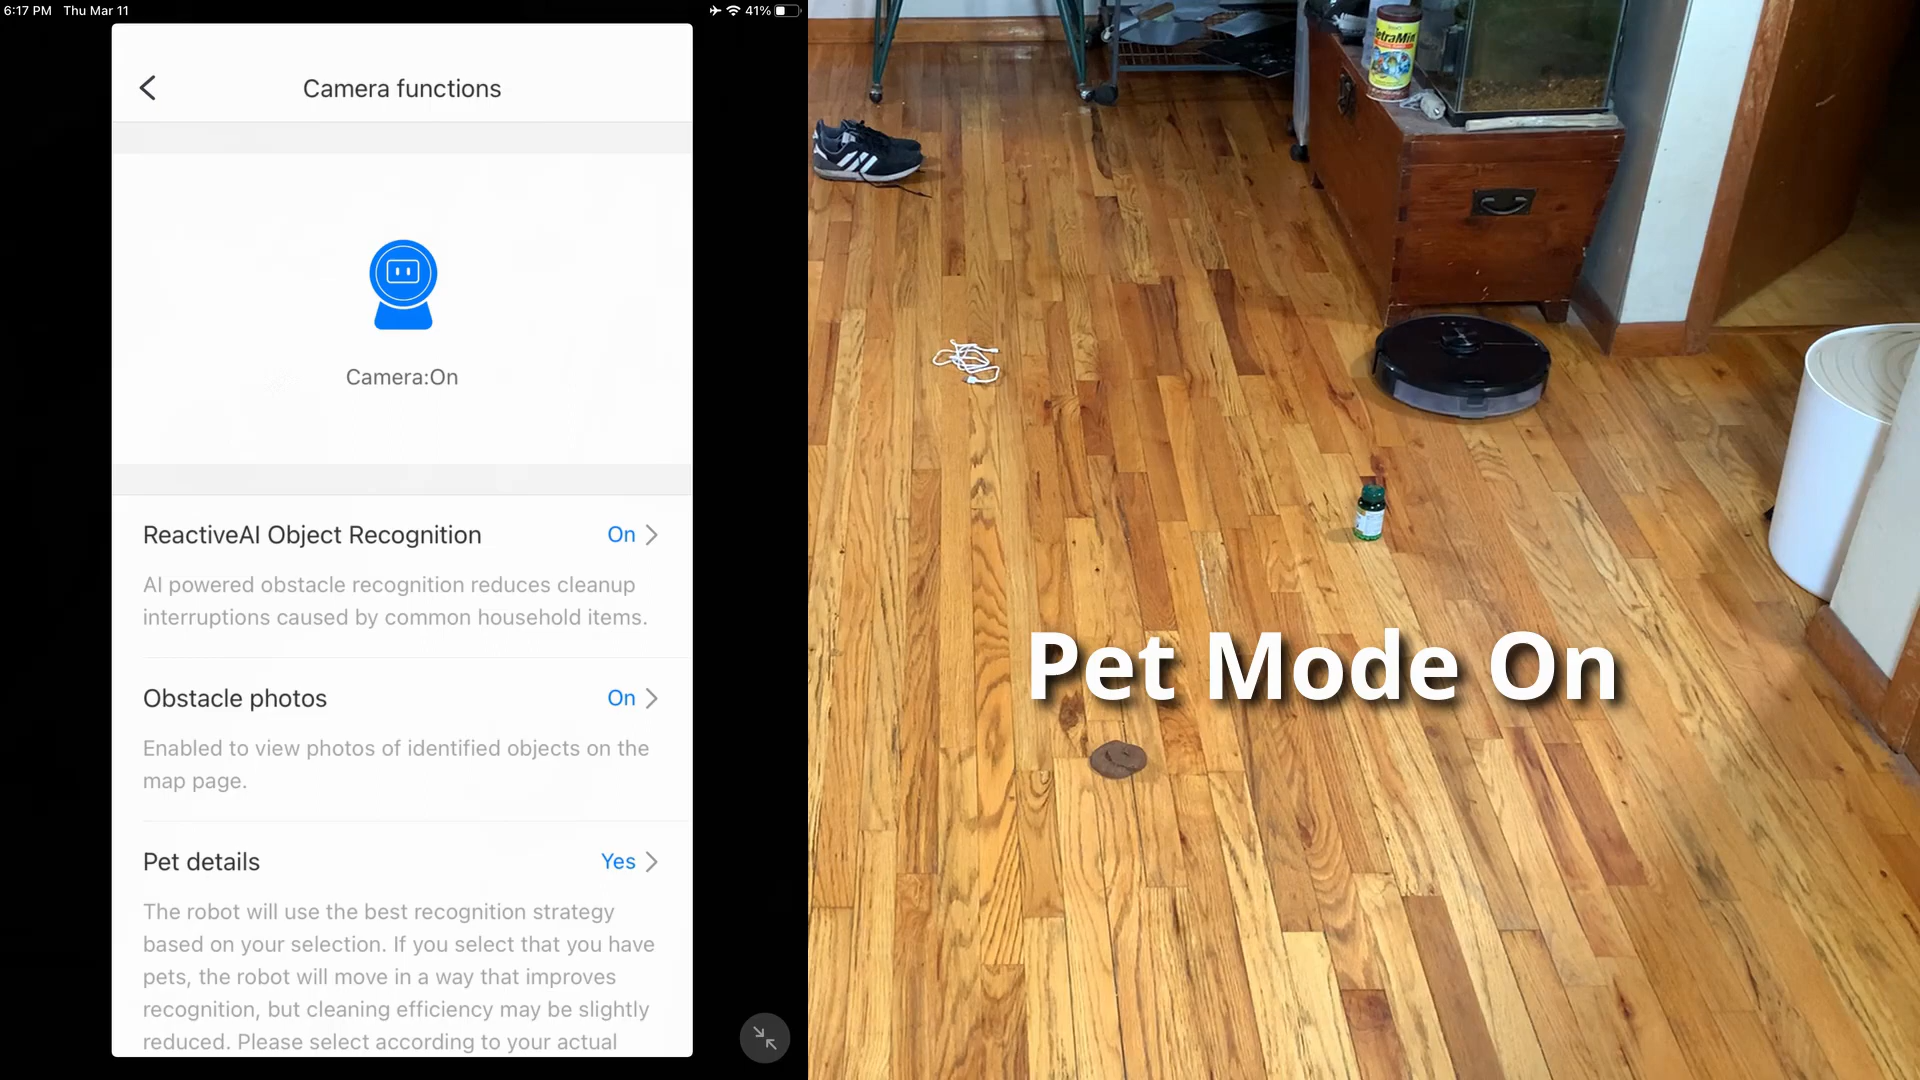 6:17 PM Thu Mar 11
41%
Camera functions
Camera:On
ReactiveAI Object Recognition On
AI powered obstacle recognition reduces cleanup
interruptions caused by common household items.
Obstacle photos On
Enabled to view photos of identified objects on the
map page.
Pet details Yes
The robot will use the best recognition strategy
based on your selection. If you select that you have
pets, the robot will move in a way that improves
recognition, but cleaning efficiency may be slightly
reduced. Please select according to your actual
TetraMin
Pet Mode On